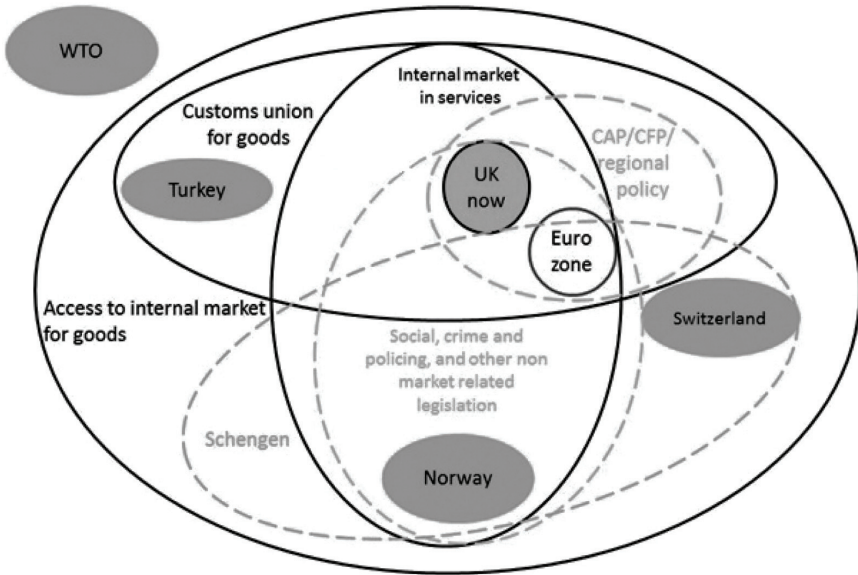 WTO
Internal market
in services
Customs union
for goods
CAP/CFP/
regional
policy
UK
now
Turkey
Euro
zone
Access to internal market
for goods
Switzerland
Social, crime and
policing, and other non
market related
legislation
Schengen
Norway